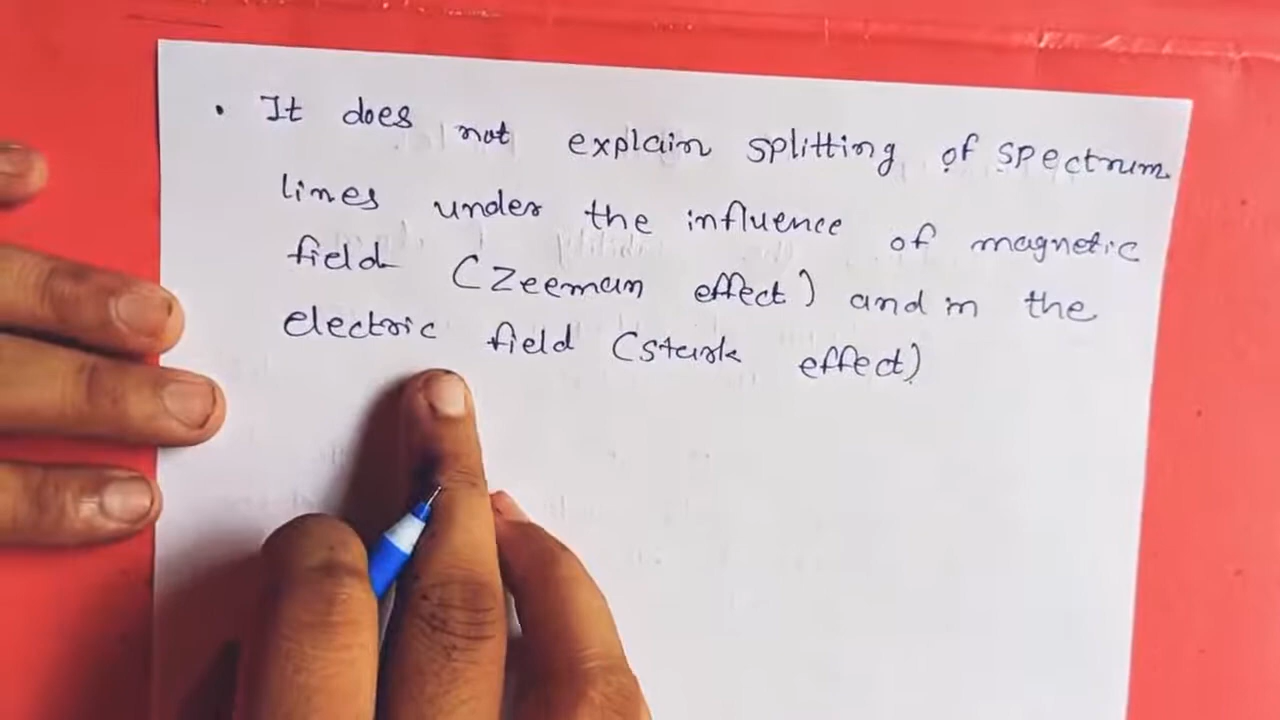 • It does not explain splitting of spectrum
lines under the influence of magnetic
field (Zeeman effect) and in the
electric field (stark effect)